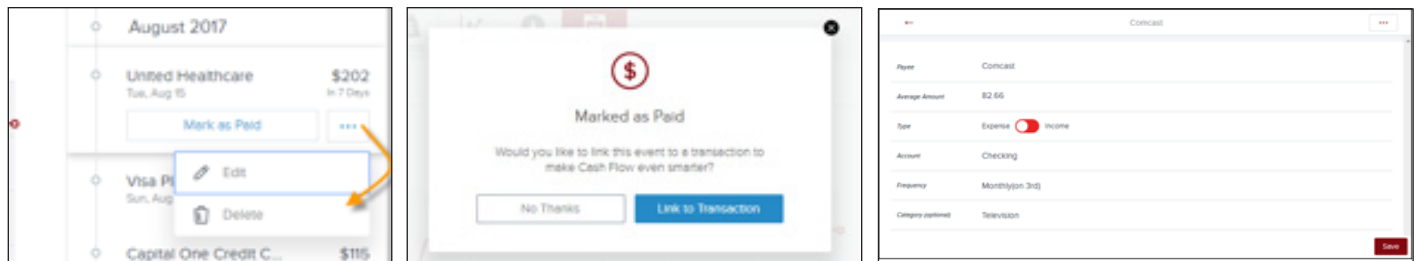 August 2017
United Healthcare $202
Tue, Aug 15 In 7 Days
Mark as Paid ...
Edit
Visa
Sun, Aug
Delete
Capital One Credit C... $115
Marked as Paid
Would you like to link this event to a transaction to
make Cash Flow even smarter?
No Thanks Link to Transaction
Comcast ...
Payee Comcast
Average Amount 82.66
Type Expense Income
Account Checking
Frequency Monthly(on 3rd)
Category (optional) Television
Save